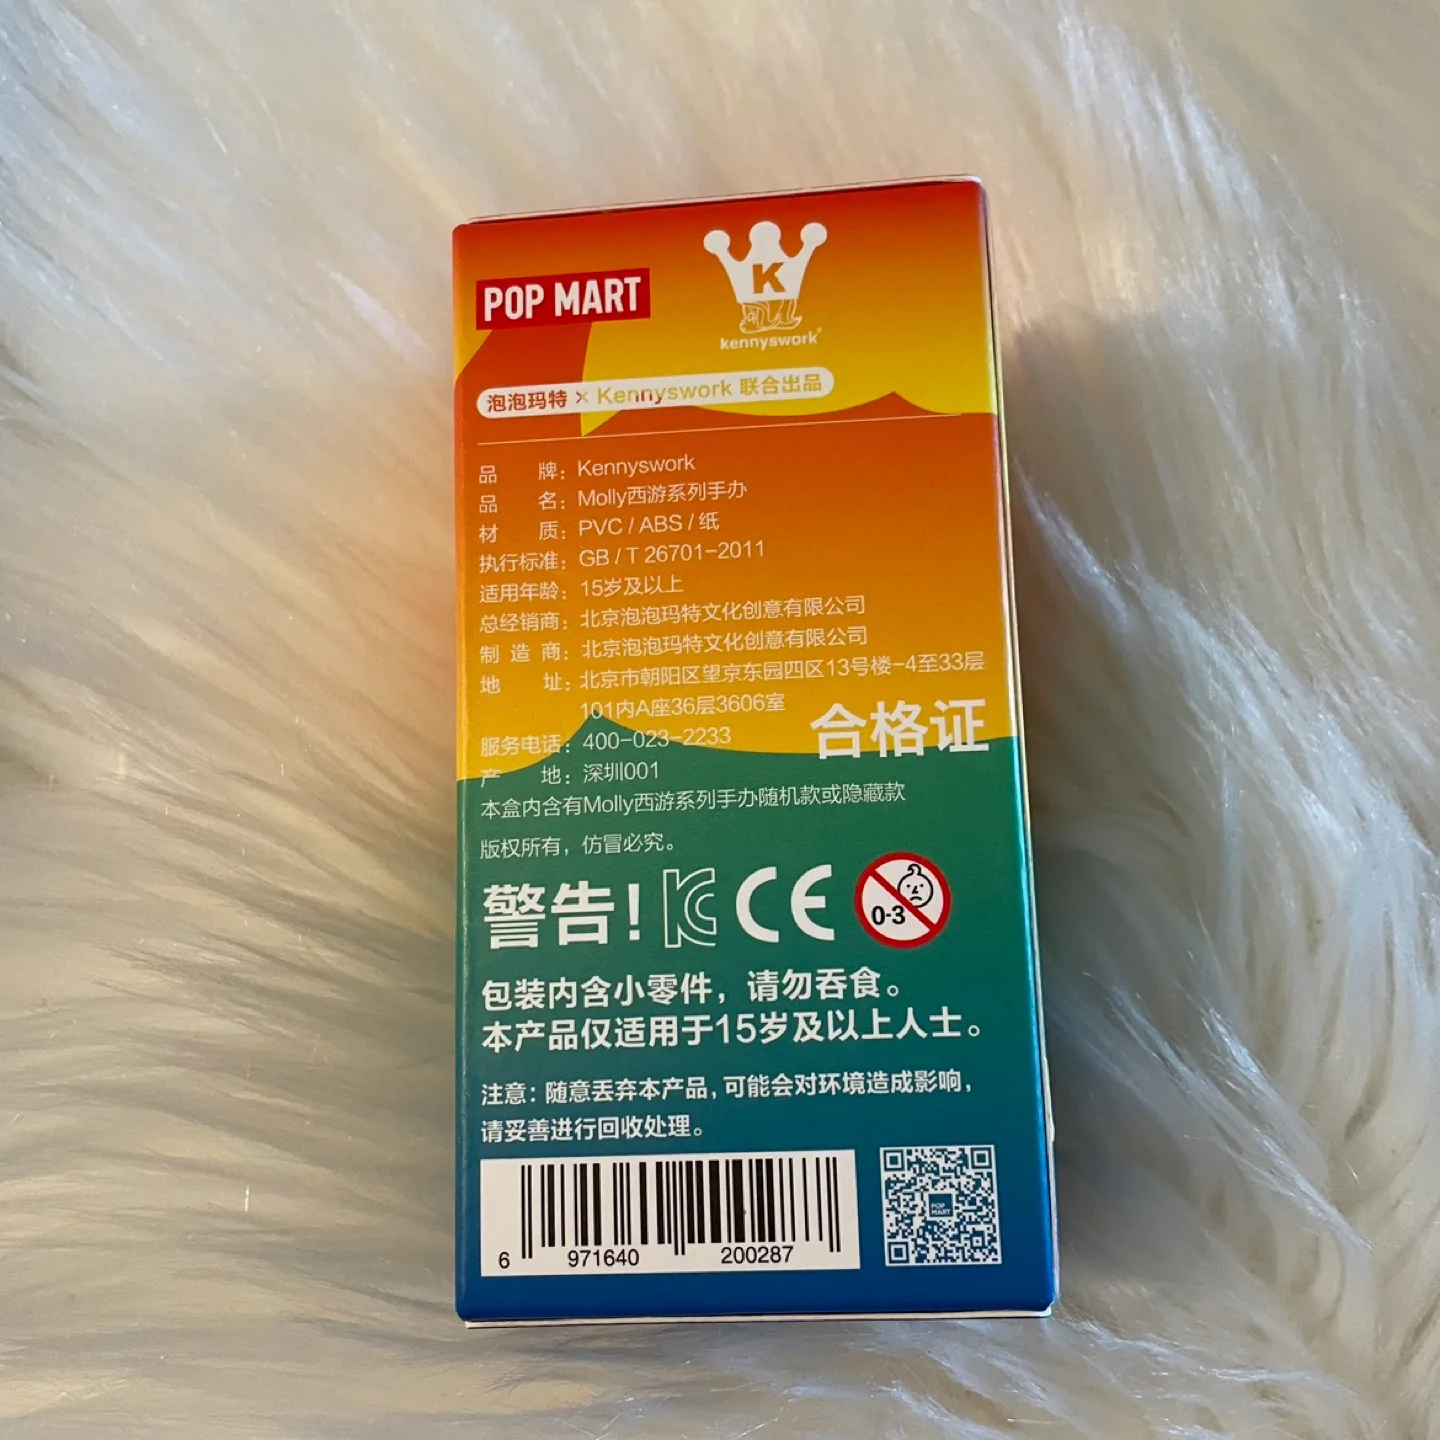 POP MART
K
kennyswork®
泡泡玛特 × Kennyswork 联合出品
品 牌：Kennyswork
品 名：Molly西游系列手办
材 质：PVC / ABS / 纸
执行标准：GB / T 26701-2011
适用年龄：15岁及以上
总经销商：北京泡泡玛特文化创意有限公司
制 造 商：北京泡泡玛特文化创意有限公司
地 址：北京市朝阳区望京东园四区13号楼-4至33层
101内A座36层3606室
服务电话：400-023-2233
合格证
产 地：深圳001
本盒内含有Molly西游系列手办随机款或隐藏款
版权所有，仿冒必究。
警告! KC CE 0-3
包装内含小零件，请勿吞食。
本产品仅适用于15岁及以上人士。
注意：随意丢弃本产品，可能会对环境造成影响，
请妥善进行回收处理。
6 971640 200287
POP
MART